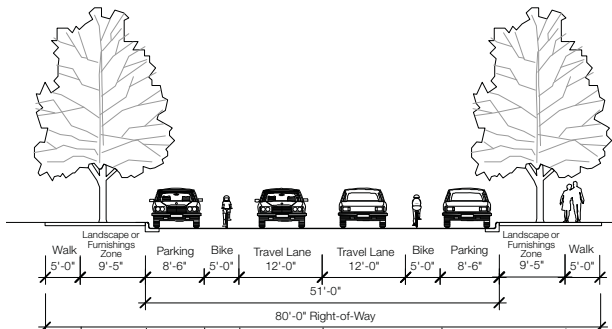 Walk
5'-0"
Landscape or
Furnishings
Zone
9'-5"
Parking
8'-6"
Bike
5'-0"
Travel Lane
12'-0"
Travel Lane
12'-0"
Bike
5'-0"
Parking
8'-6"
Landscape or
Furnishings
Zone
9'-5"
Walk
5'-0"
51'-0"
80'-0" Right-of-Way